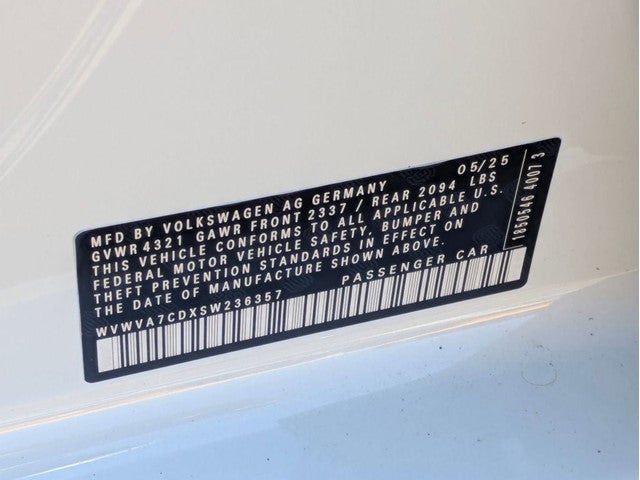 MFD BY VOLKSWAGEN AG GERMANY 05/25
GVWR 4321 GAWR FRONT 2337 / REAR 2094 LBS
THIS VEHICLE CONFORMS TO ALL APPLICABLE U.S.
FEDERAL MOTOR VEHICLE SAFETY, BUMPER AND
THEFT PREVENTION STANDARDS IN EFFECT ON
THE DATE OF MANUFACTURE SHOWN ABOVE.
WVWVA7CDXSW236357 PASSENGER CAR
1850546 4007 3